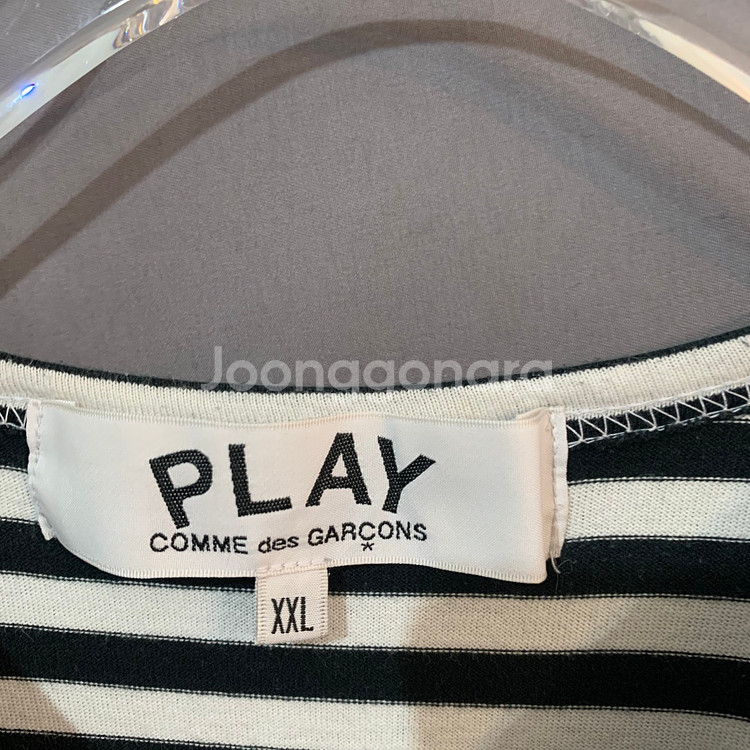 Joonggonara
PLAY
COMME des GARÇONS
XXL